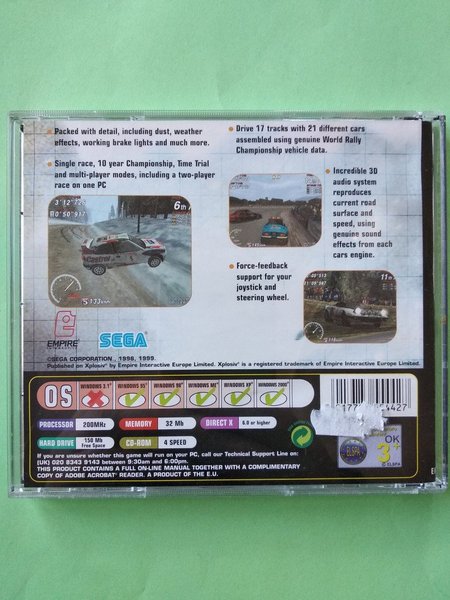 • Packed with detail, including dust, weather
effects, working brake lights and much more.
• Single race, 10 year Championship, Time Trial
and multi-player modes, including a two-player
race on one PC
• Drive 17 tracks with 21 different cars
assembled using genuine World Rally
Championship vehicle data.
• Incredible 3D
audio system
reproduces
current road
surface and
speed, using
genuine sound
effects from each
cars engine.
• Force-feedback
support for your
joystick and
steering wheel.
6th
Castrol
EMPIRE
INTERACTIVE
SEGA
©SEGA CORPORATION., 1998, 1999.
Published on Xplosiv by Empire Interactive Europe Limited. Xplosiv is a registered trademark of Empire Interactive Europe Limited.
OS
WINDOWS 3.1
WINDOWS 95
WINDOWS 98
WINDOWS ME
WINDOWS XP
WINDOWS 2000
PROCESSOR 200MHz MEMORY 32 Mb DIRECT X 6.0 or higher
HARD DRIVE 150 Mb Free Space CD-ROM 4 SPEED
If you are unsure whether this game will run on your PC, call our Technical Support Line on:
(UK) 020 8343 9143 between 9:30am and 6:00pm.
THIS PRODUCT CONTAINS A FULL ON-LINE MANUAL TOGETHER WITH A COMPLIMENTARY
COPY OF ADOBE ACROBAT READER. A PRODUCT OF THE E.U.
4427
ELSPA
OK
3+
© ELSPA